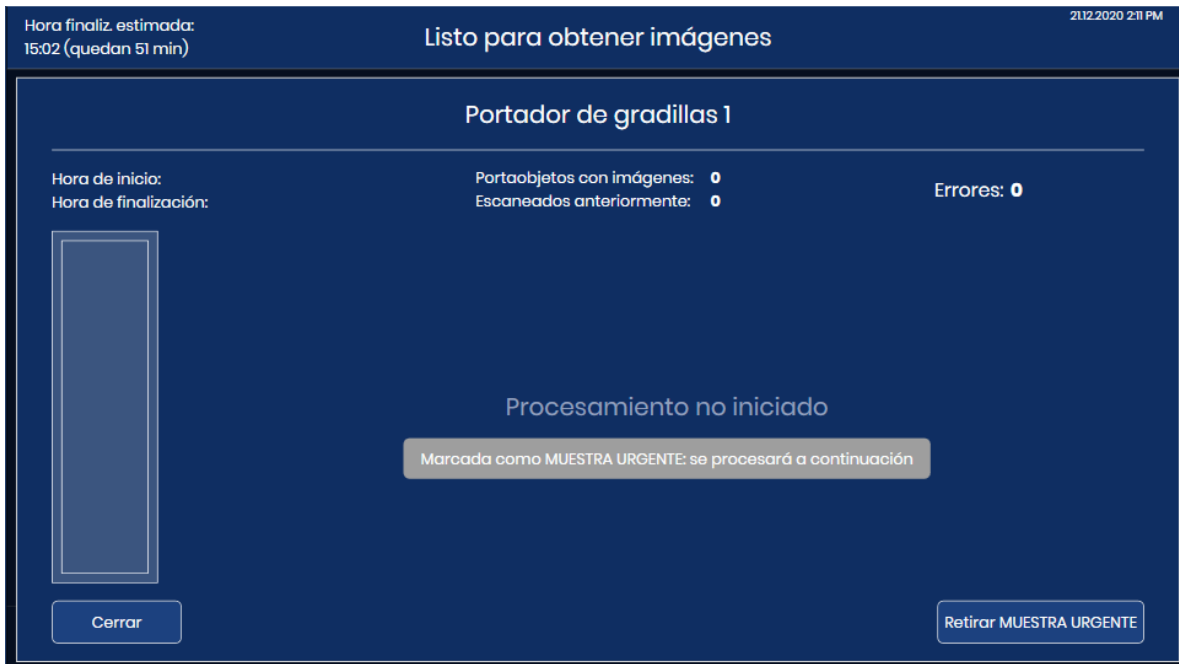 Hora finaliz. estimada:
15:02 (quedan 51 min)
Listo para obtener imágenes
21.12.2020 2:11 PM
Portador de gradillas 1
Hora de inicio:
Hora de finalización:
Portaobjetos con imágenes: 0
Escaneados anteriormente: 0
Errores: 0
Procesamiento no iniciado
Marcada como MUESTRA URGENTE: se procesará a continuación
Cerrar
Retirar MUESTRA URGENTE